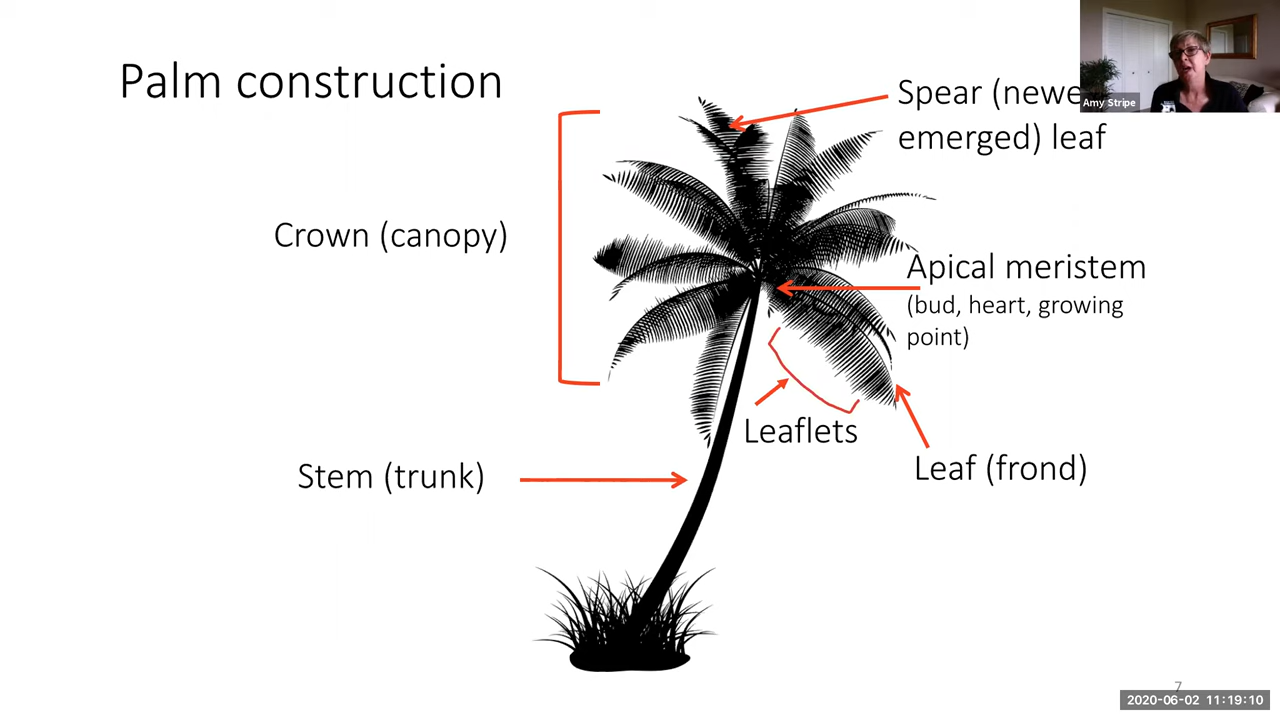 Palm construction
Spear (newe
emerged) leaf
Amy Stripe
Crown (canopy)
Apical meristem
(bud, heart, growing
point)
Leaflets
Leaf (frond)
Stem (trunk)
7
2020-06-02 11:19:10